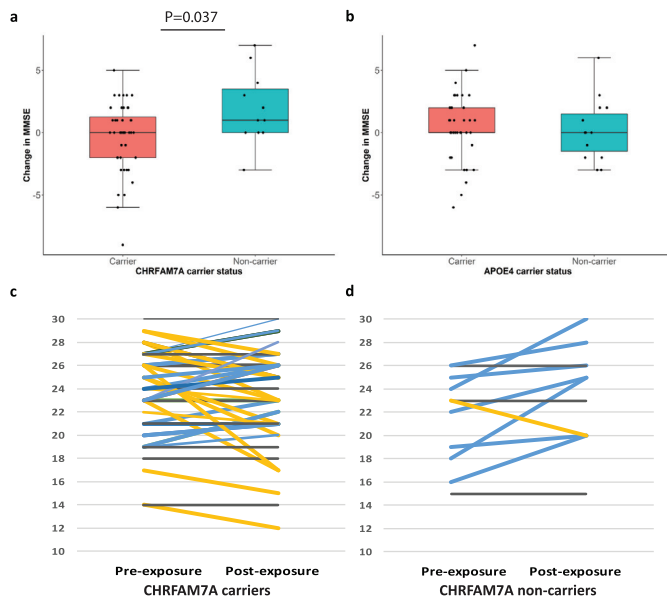 a
P=0.037
b
Change in MMSE
5
0
-5
Carrier
Non-carrier
CHRFAM7A carrier status
Change in MMSE
5
0
-5
Carrier
Non-carrier
APOE4 carrier status
c
30
28
26
24
22
20
18
16
14
12
10
Pre-exposure Post-exposure
CHRFAM7A carriers
d
30
28
26
24
22
20
18
16
14
12
10
Pre-exposure Post-exposure
CHRFAM7A non-carriers